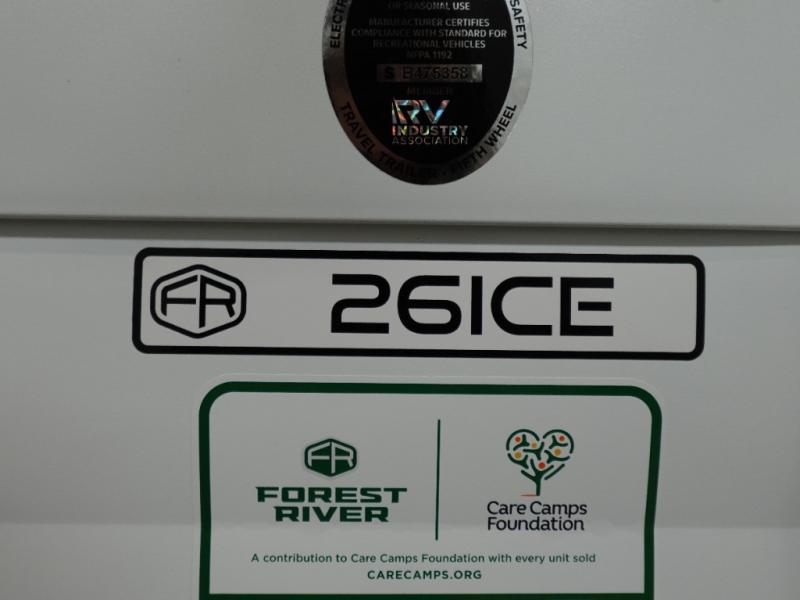 OR SEASONAL USE
MANUFACTURER CERTIFIES
COMPLIANCE WITH STANDARD FOR
RECREATIONAL VEHICLES
NFPA 1192
S B475358
MEMBER
RV
INDUSTRY
ASSOCIATION
SAFETY
TRAVEL TRAILER • FIFTH WHEEL
FR 26ICE
FR
FOREST
RIVER
Care Camps
Foundation
A contribution to Care Camps Foundation with every unit sold
CARECAMPS.ORG